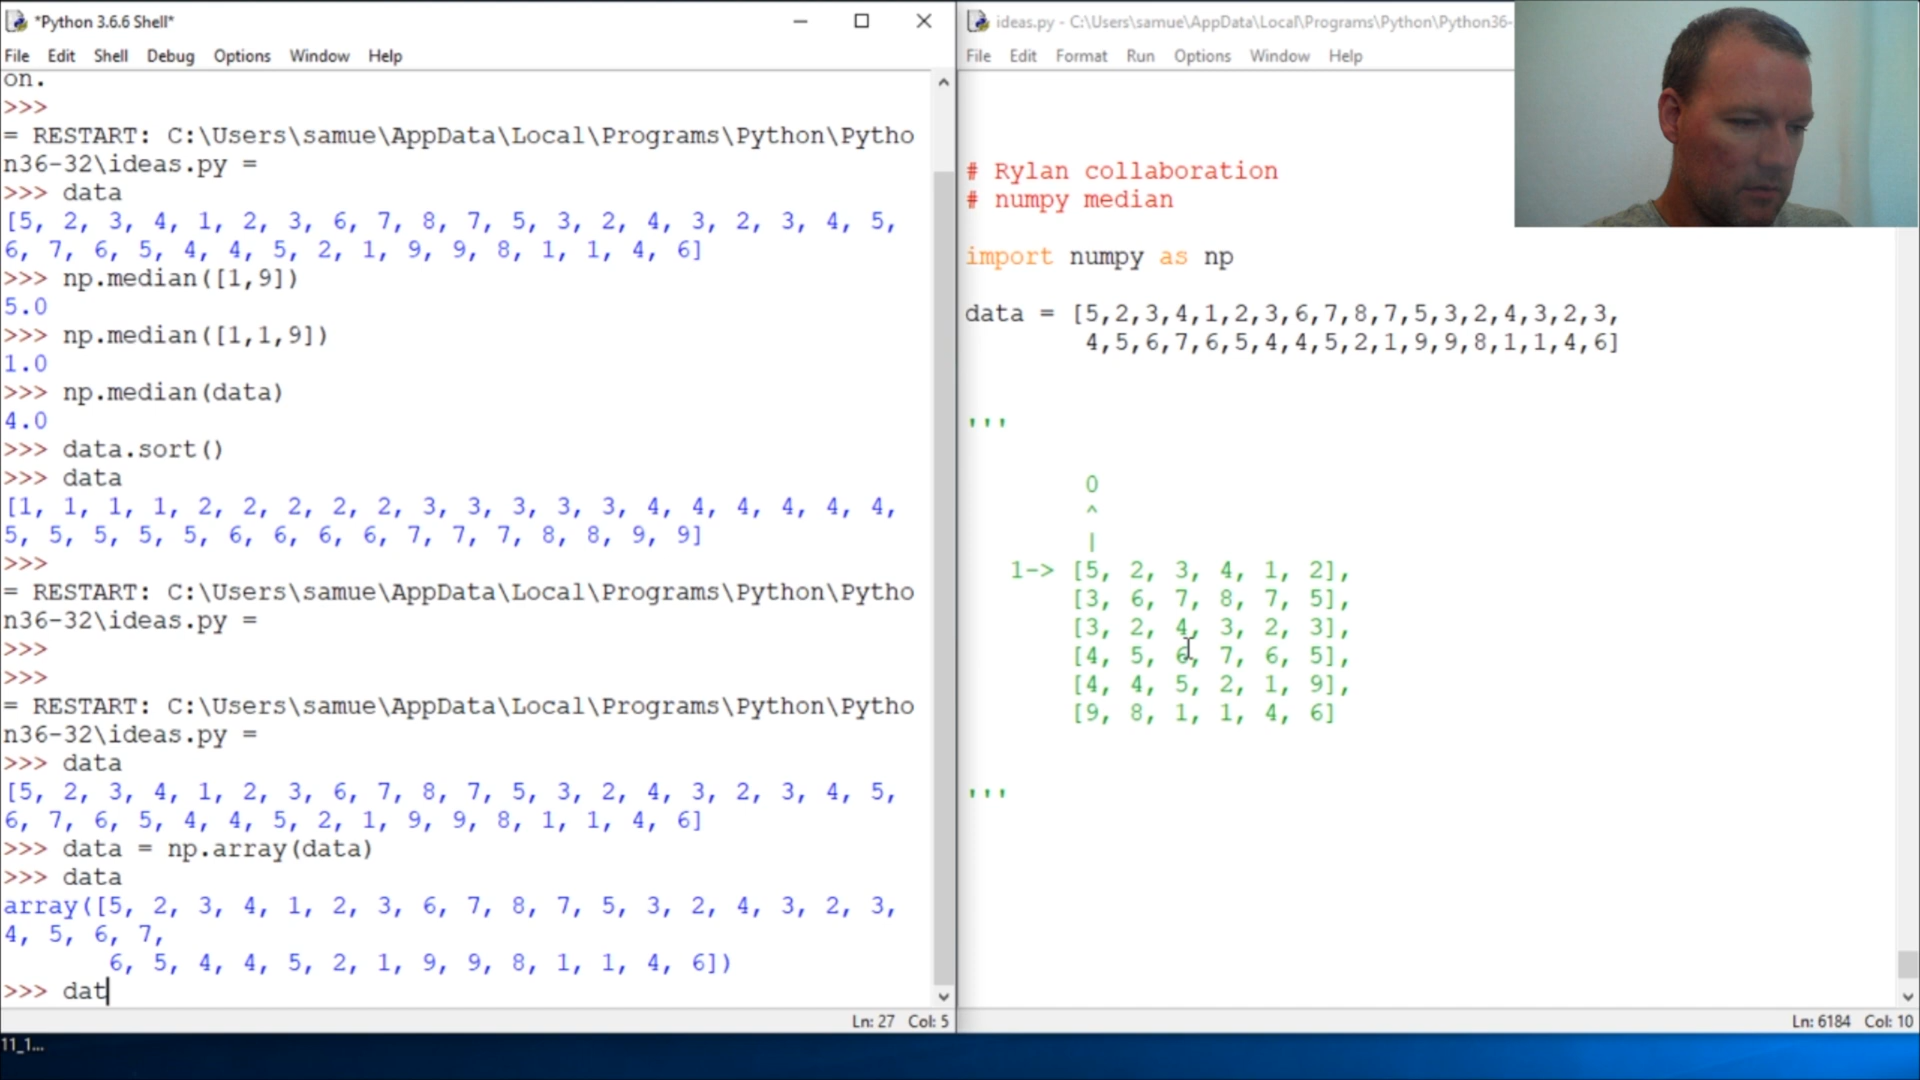 *Python 3.6.6 Shell*
File Edit Shell Debug Options Window Help
on.
>>>
= RESTART: C:\Users\samue\AppData\Local\Programs\Python\Pytho
n36-32\ideas.py =
>>> data
[5, 2, 3, 4, 1, 2, 3, 6, 7, 8, 7, 5, 3, 2, 4, 3, 2, 3, 4, 5,
6, 7, 6, 5, 4, 4, 5, 2, 1, 9, 9, 8, 1, 1, 4, 6]
>>> np.median([1,9])
5.0
>>> np.median([1,1,9])
1.0
>>> np.median(data)
4.0
>>> data.sort()
>>> data
[1, 1, 1, 1, 2, 2, 2, 2, 2, 3, 3, 3, 3, 3, 4, 4, 4, 4, 4, 4,
5, 5, 5, 5, 5, 6, 6, 6, 6, 7, 7, 7, 8, 8, 9, 9]
>>>
= RESTART: C:\Users\samue\AppData\Local\Programs\Python\Pytho
n36-32\ideas.py =
>>>
>>>
= RESTART: C:\Users\samue\AppData\Local\Programs\Python\Pytho
n36-32\ideas.py =
>>> data
[5, 2, 3, 4, 1, 2, 3, 6, 7, 8, 7, 5, 3, 2, 4, 3, 2, 3, 4, 5,
6, 7, 6, 5, 4, 4, 5, 2, 1, 9, 9, 8, 1, 1, 4, 6]
>>> data = np.array(data)
>>> data
array([5, 2, 3, 4, 1, 2, 3, 6, 7, 8, 7, 5, 3, 2, 4, 3, 2, 3,
4, 5, 6, 7,
6, 5, 4, 4, 5, 2, 1, 9, 9, 8, 1, 1, 4, 6])
>>> dat
Ln: 27 Col: 5
ideas.py - C:\Users\samue\AppData\Local\Programs\Python\Python36-
File Edit Format Run Options Window Help
# Rylan collaboration
# numpy median
import numpy as np
data = [5,2,3,4,1,2,3,6,7,8,7,5,3,2,4,3,2,3,
4,5,6,7,6,5,4,4,5,2,1,9,9,8,1,1,4,6]
'''
0
^
|
1-> [5, 2, 3, 4, 1, 2],
[3, 6, 7, 8, 7, 5],
[3, 2, 4, 3, 2, 3],
[4, 5, 6, 7, 6, 5],
[4, 4, 5, 2, 1, 9],
[9, 8, 1, 1, 4, 6]
'''
Ln: 6184 Col: 10
11_1...